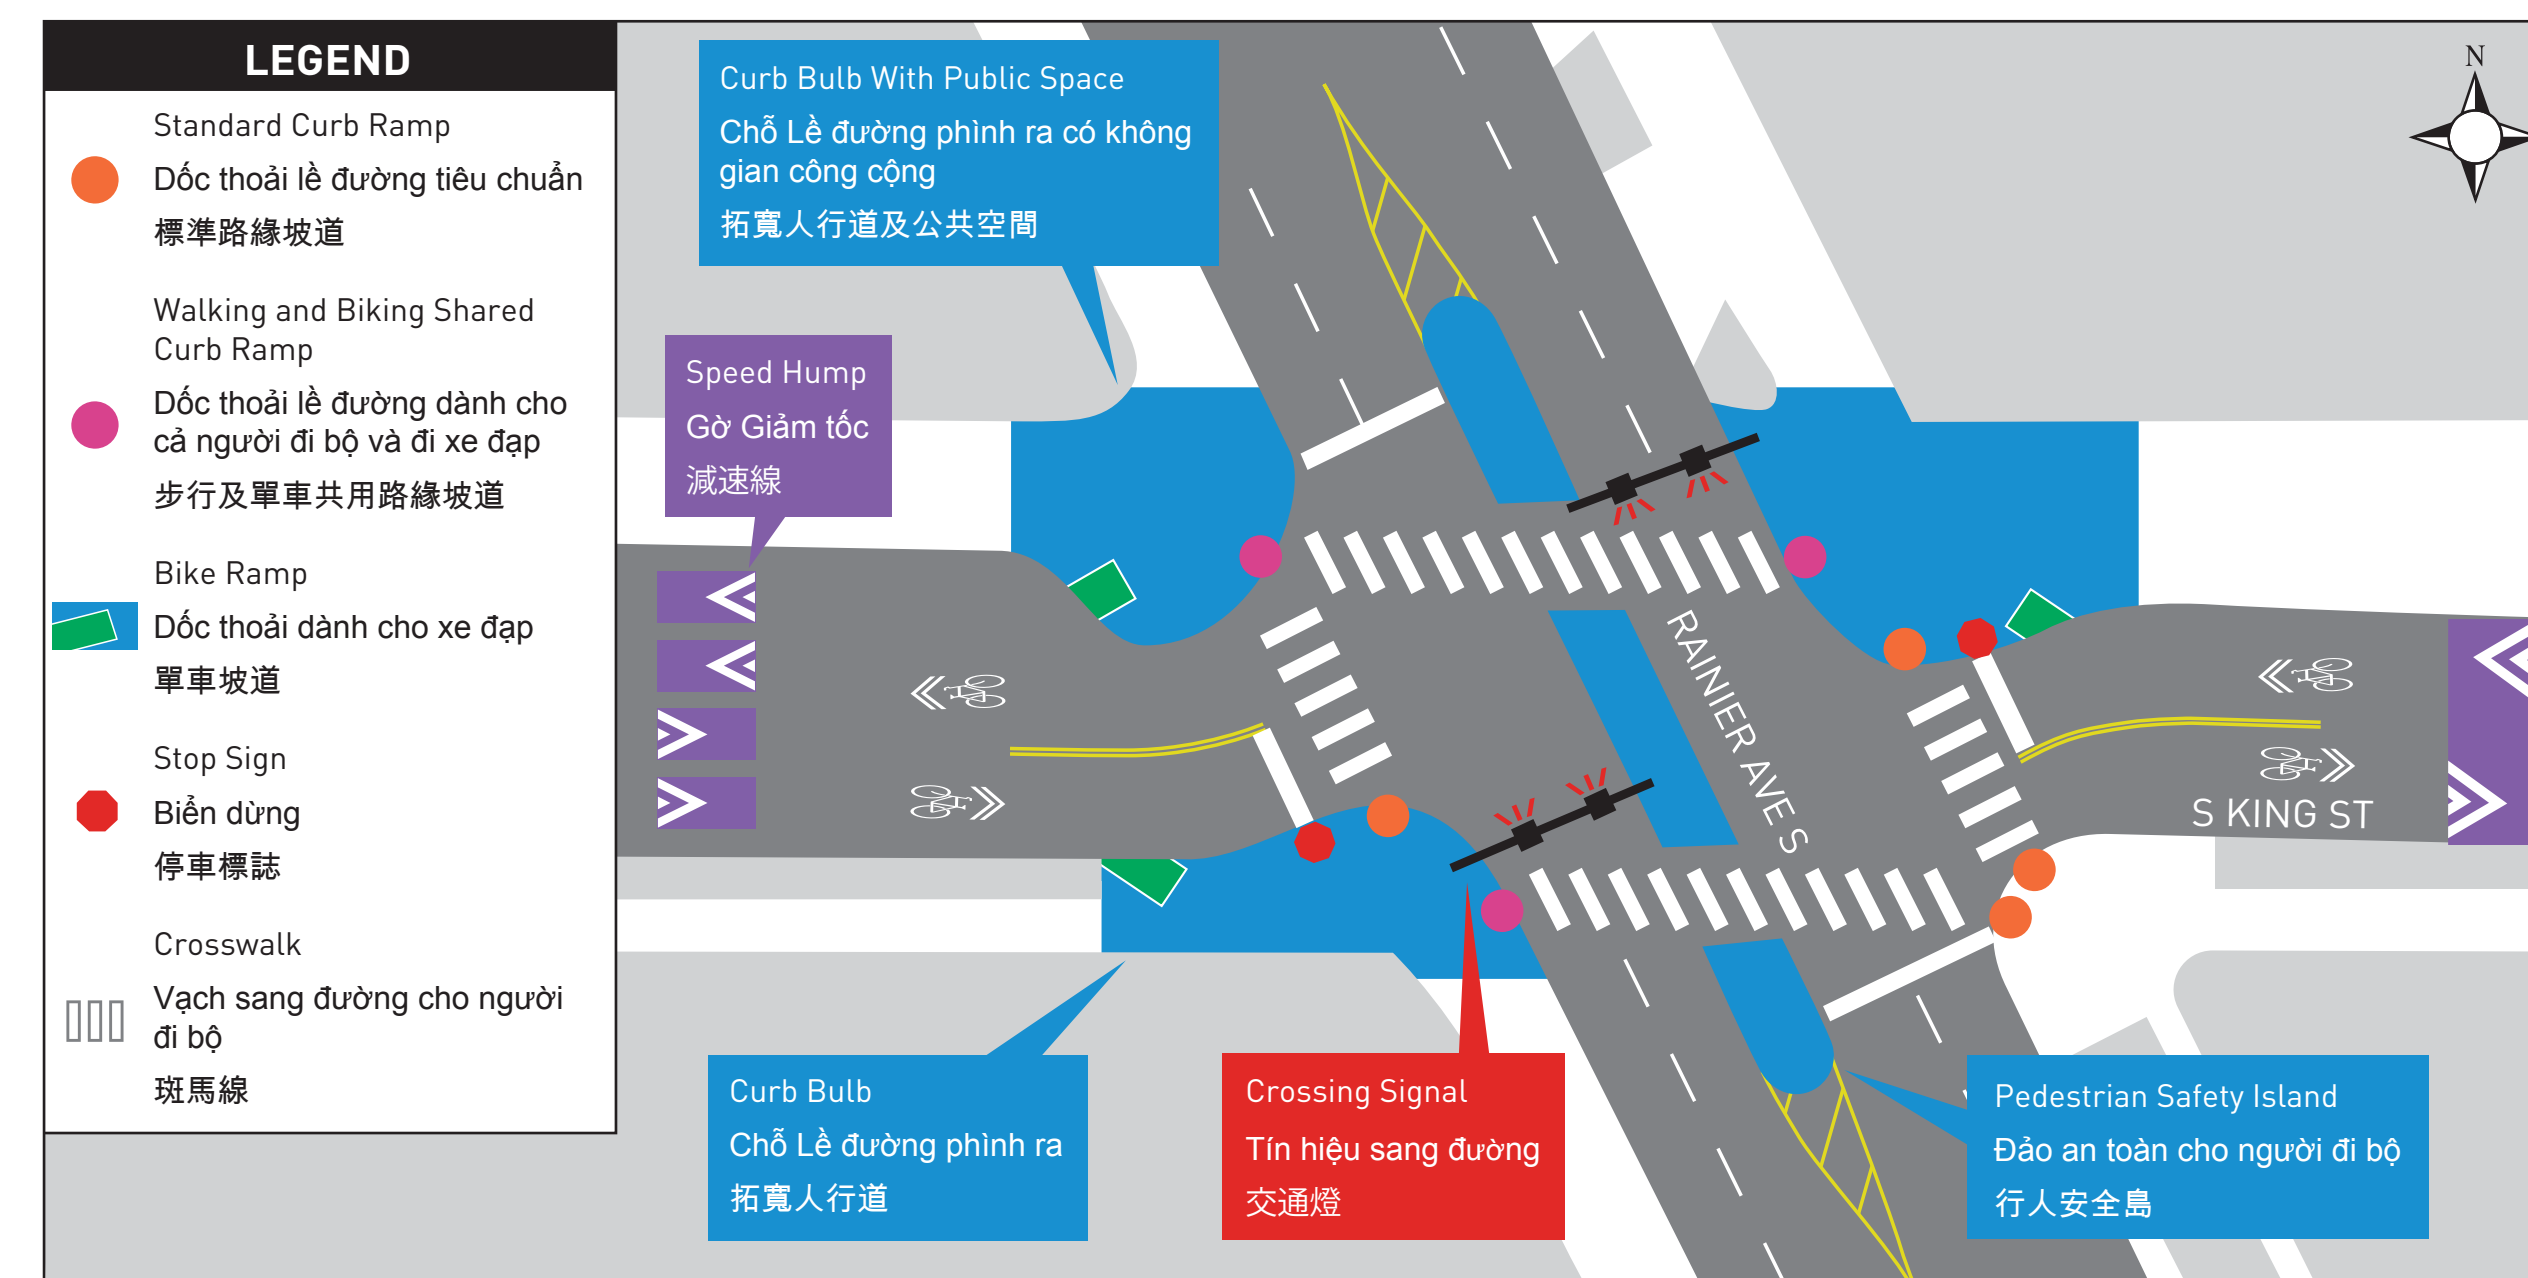 LEGEND
Standard Curb Ramp
Dốc thoải lề đường tiêu chuẩn
標準路緣坡道
Walking and Biking Shared
Curb Ramp
Dốc thoải lề đường dành cho
cả người đi bộ và đi xe đạp
步行及單車共用路緣坡道
Bike Ramp
Dốc thoải dành cho xe đạp
單車坡道
Stop Sign
Biển dừng
停車標誌
Crosswalk
Vạch sang đường cho người
đi bộ
斑馬線
Curb Bulb With Public Space
Chỗ Lề đường phình ra có không
gian công cộng
拓寬人行道及公共空間
N
Speed Hump
Gờ Giảm tốc
減速線
RAINIER AVE S
S KING ST
Curb Bulb
Chỗ Lề đường phình ra
拓寬人行道
Crossing Signal
Tín hiệu sang đường
交通燈
Pedestrian Safety Island
Đảo an toàn cho người đi bộ
行人安全島